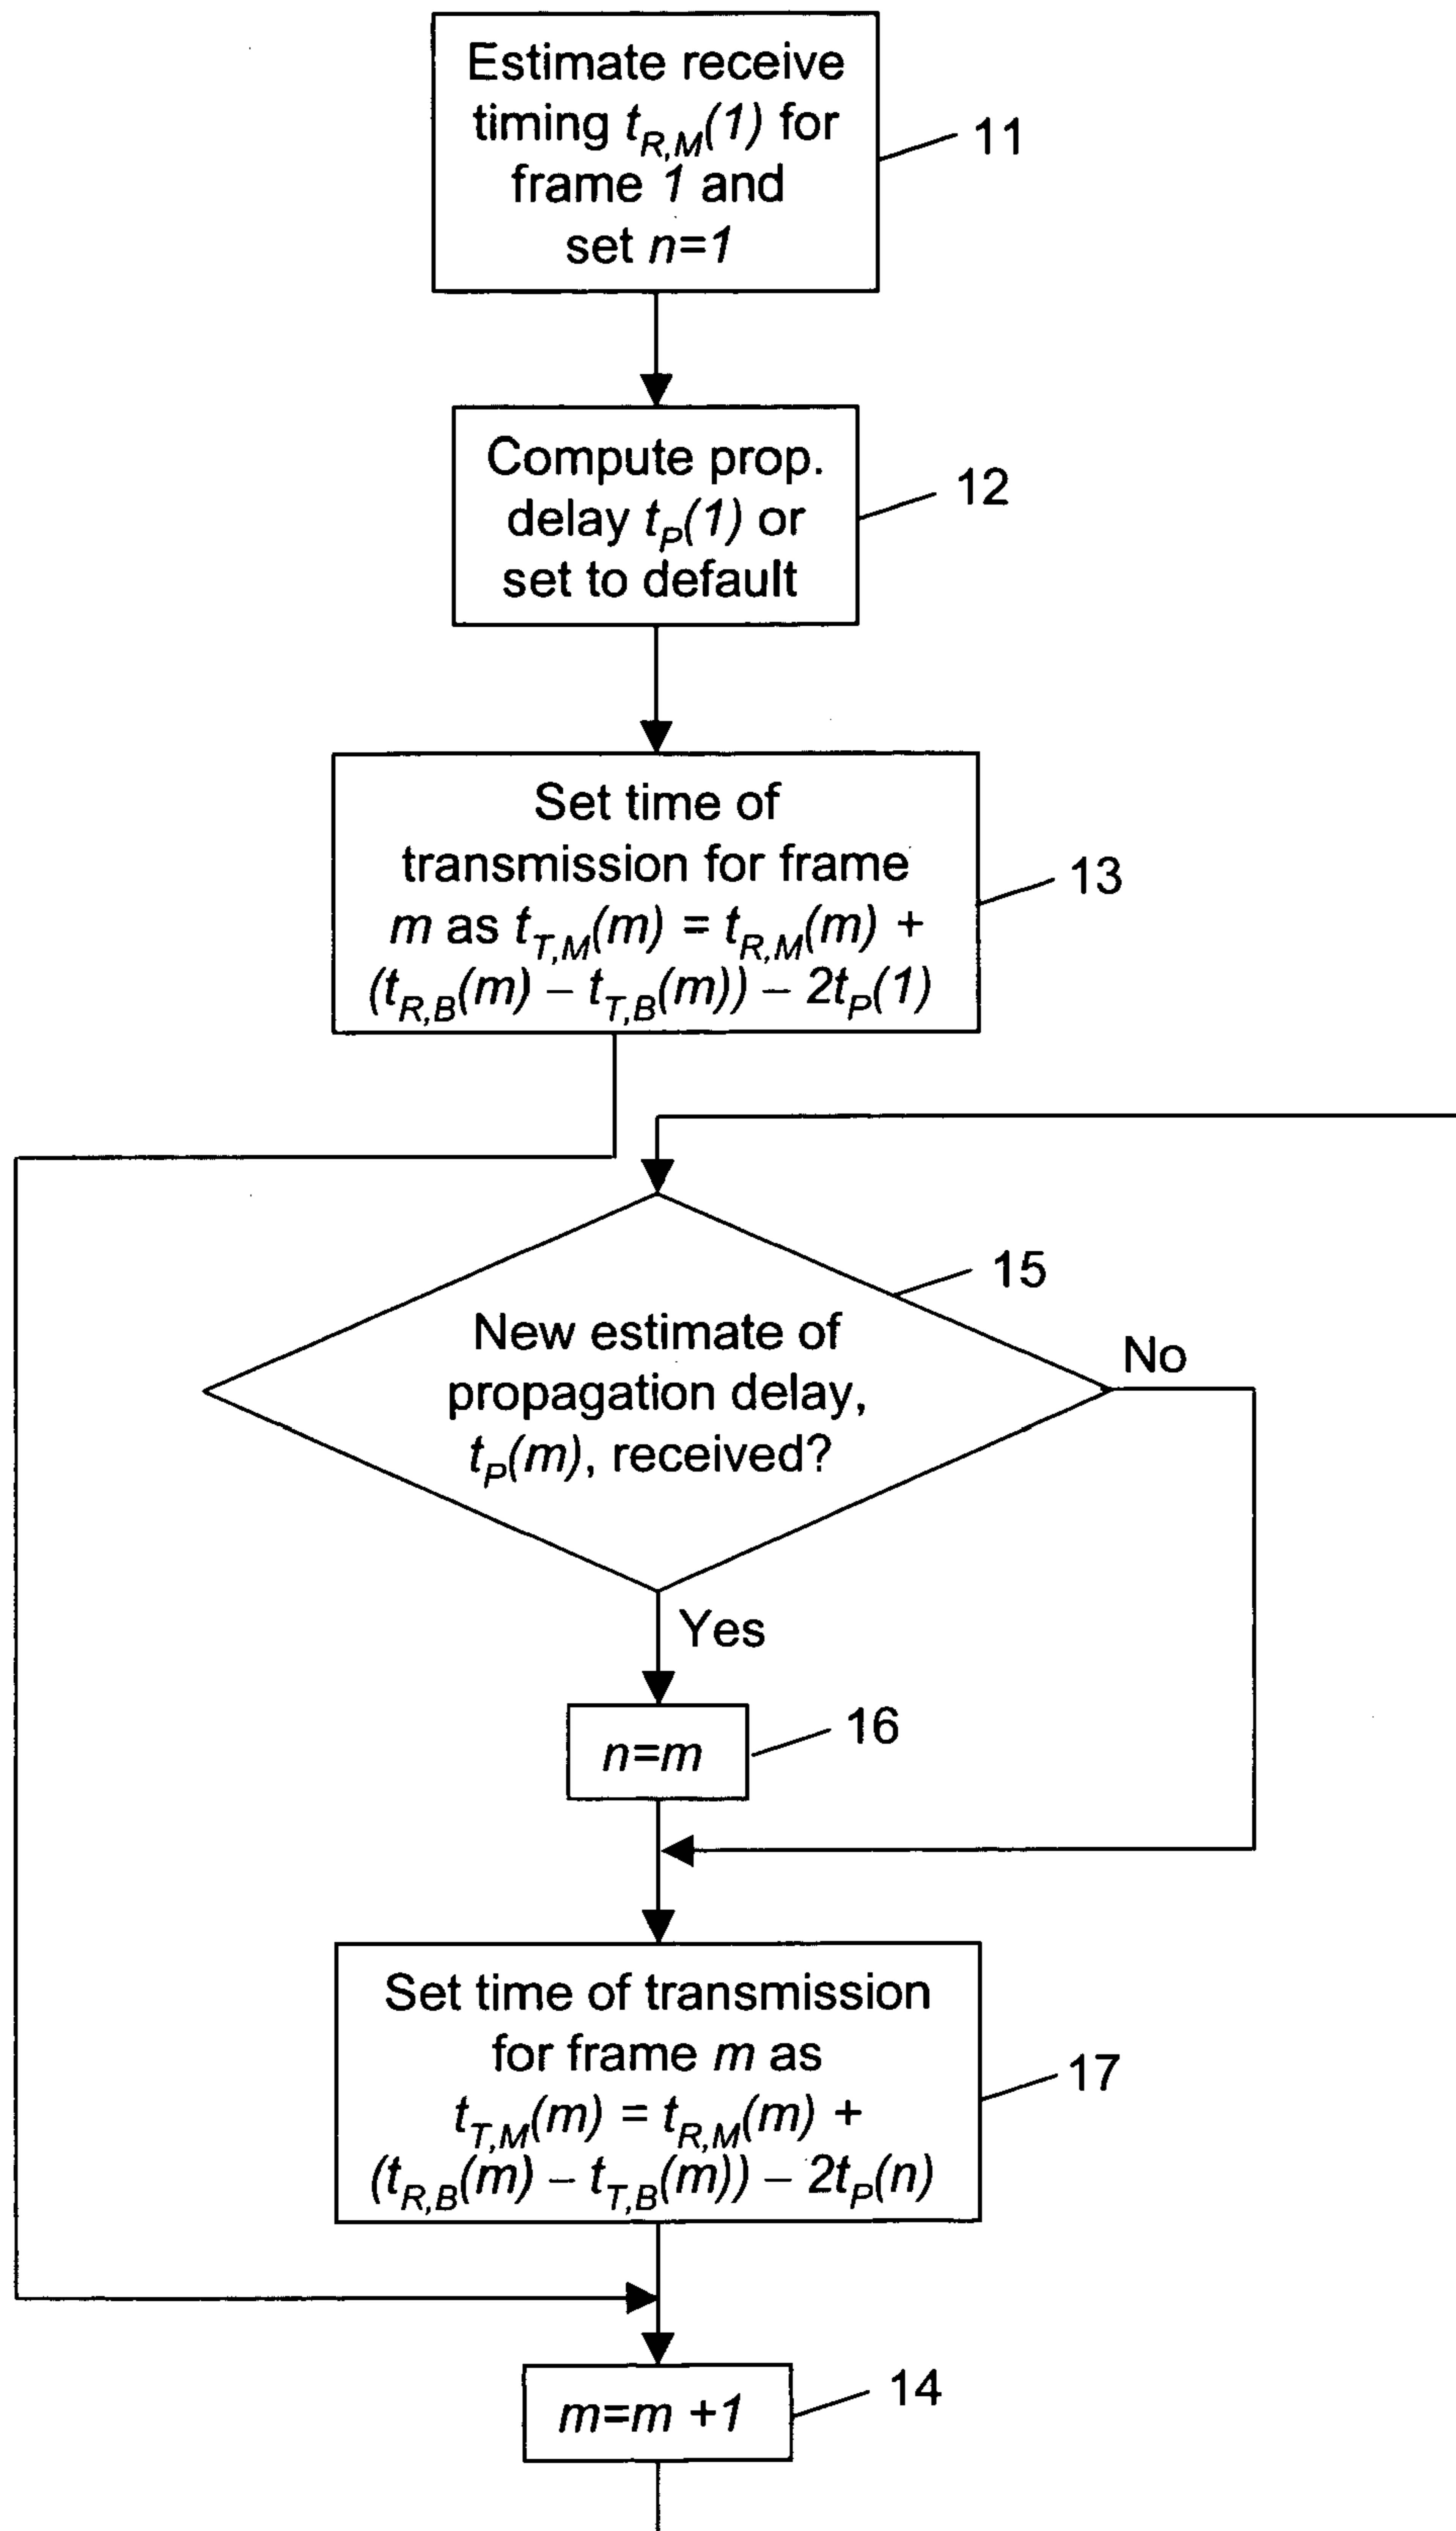 Estimate receive
timing t_{R,M}(1) for
frame 1 and
set n=1
11
Compute prop.
delay t_P(1) or
set to default
12
Set time of
transmission for frame
m as t_{T,M}(m) = t_{R,M}(m) +
(t_{R,B}(m) – t_{T,B}(m)) – 2t_P(1)
13
15
New estimate of
propagation delay,
t_P(m), received?
No
Yes
n=m
16
Set time of transmission
for frame m as
t_{T,M}(m) = t_{R,M}(m) +
(t_{R,B}(m) – t_{T,B}(m)) – 2t_P(n)
17
m=m +1
14